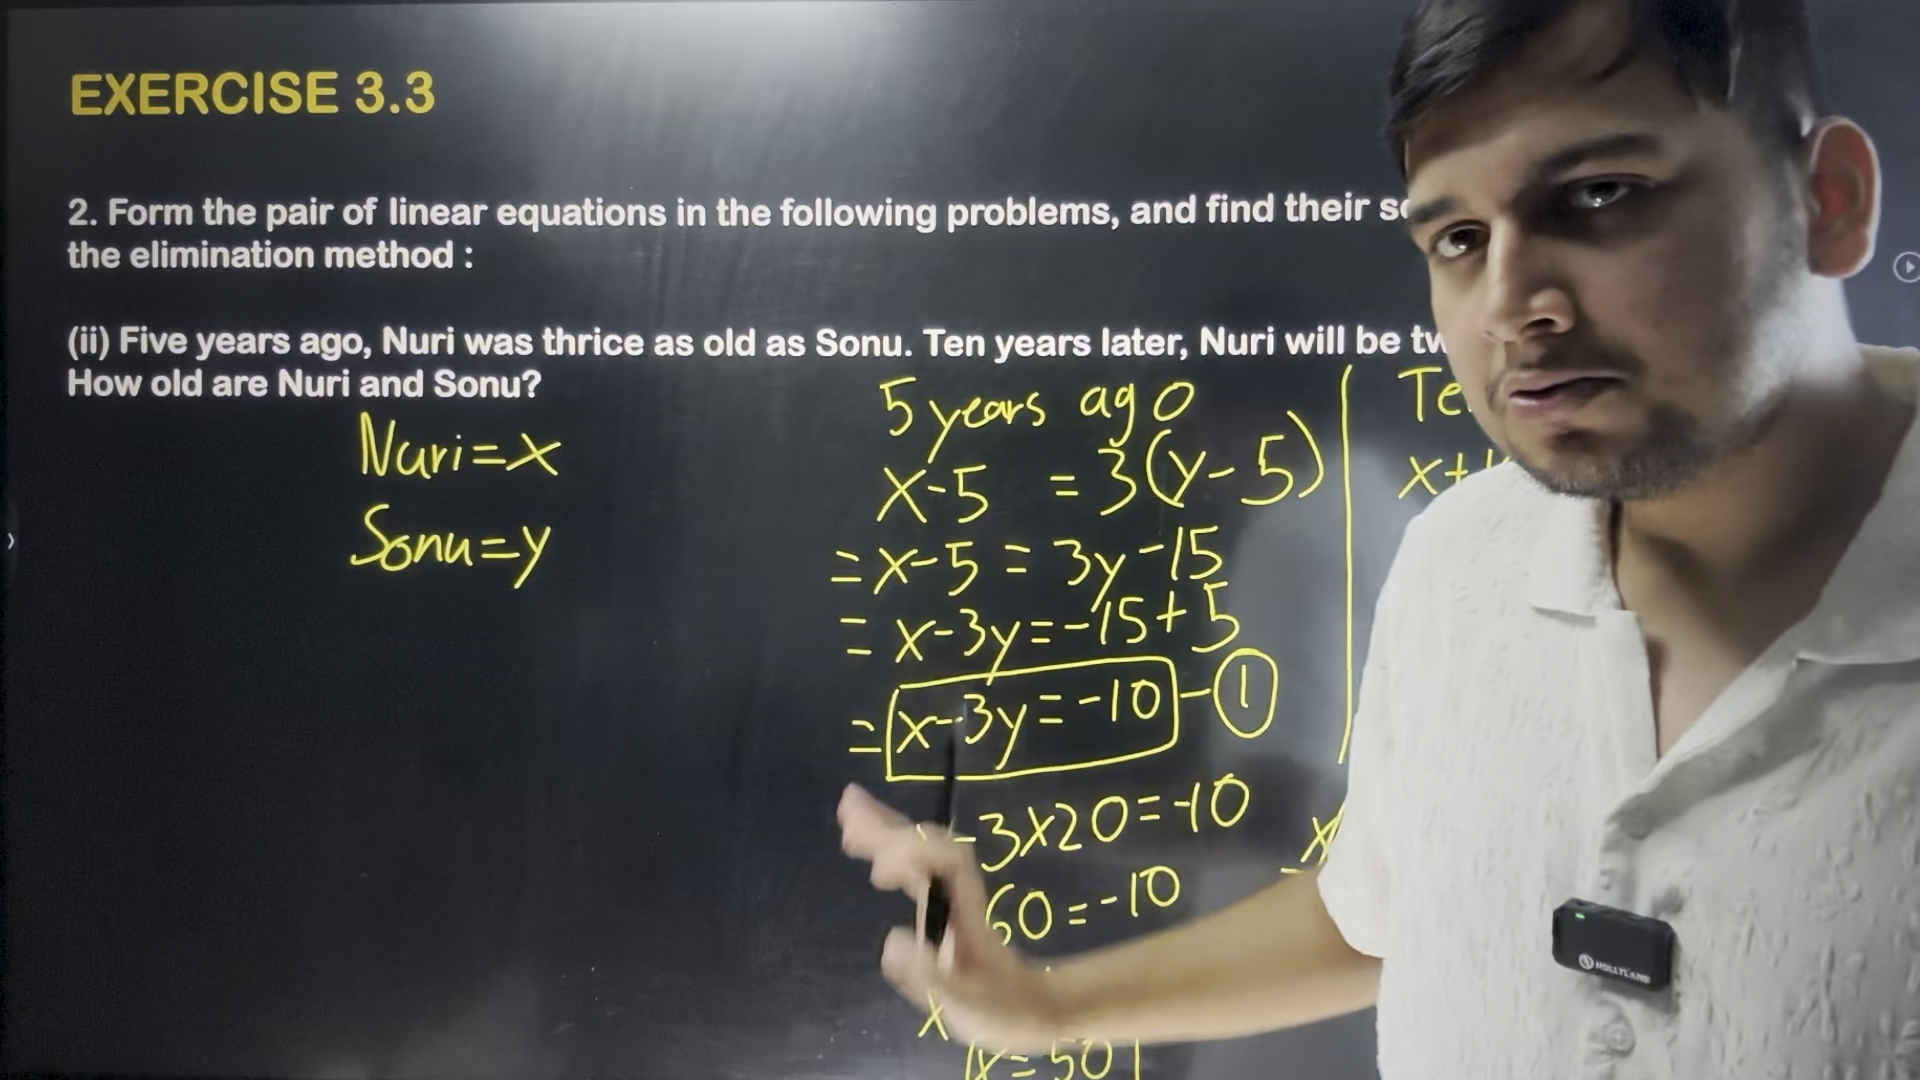 EXERCISE 3.3
2. Form the pair of linear equations in the following problems, and find their
the elimination method :
(ii) Five years ago, Nuri was thrice as old as Sonu. Ten years later, Nuri will be
How old are Nuri and Sonu?
Nuri=x
Sonu=y
5 years ago
x-5 = 3(y-5)
= x-5 = 3y-15
= x-3y=-15+5
= x-3y=-10 - 1
-3x20=-10
60=-10
x
x=50
x+
x
HOLLYLAND